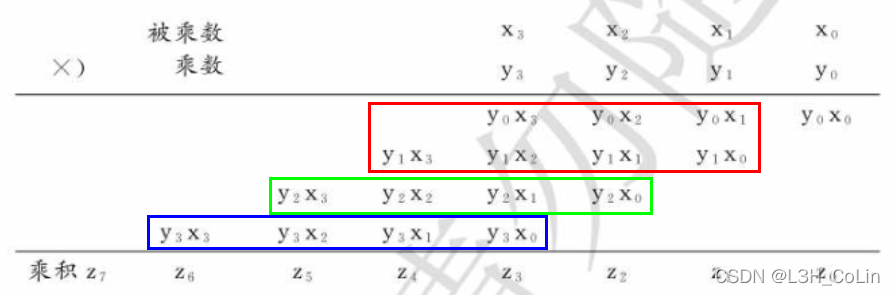 被乘数 x₃ x₂ x₁ x₀
×) 乘数 y₃ y₂ y₁ y₀
y₀x₃ y₀x₂ y₀x₁ y₀x₀
y₁x₃ y₁x₂ y₁x₁ y₁x₀
y₂x₃ y₂x₂ y₂x₁ y₂x₀
y₃x₃ y₃x₂ y₃x₁ y₃x₀
乘积 z₇ z₆ z₅ z₄ z₃ z₂
CSDN @L3H_CoLin